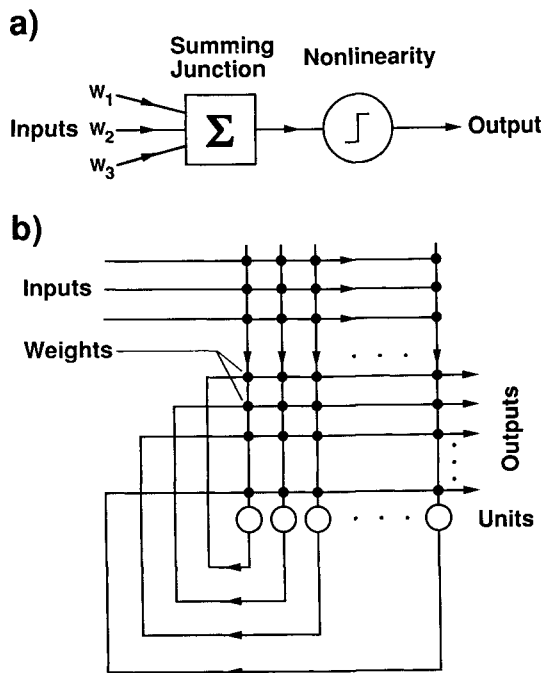 a)
Summing
Junction
Nonlinearity
W1
Inputs W2
W3
Σ
Output
b)
Inputs
Weights
. . .
Outputs
. . .
Units